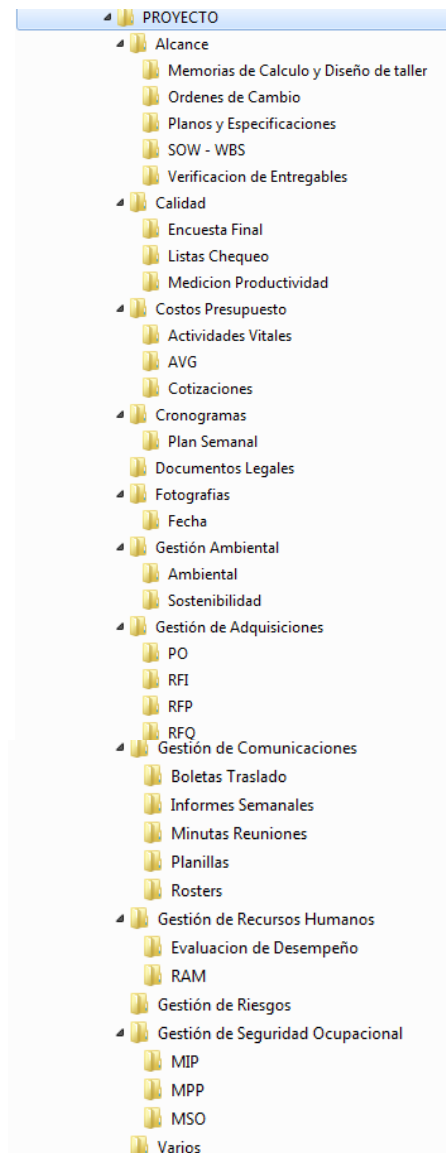 PROYECTO
Alcance
Memorias de Calculo y Diseño de taller
Ordenes de Cambio
Planos y Especificaciones
SOW - WBS
Verificacion de Entregables
Calidad
Encuesta Final
Listas Chequeo
Medicion Productividad
Costos Presupuesto
Actividades Vitales
AVG
Cotizaciones
Cronogramas
Plan Semanal
Documentos Legales
Fotografias
Fecha
Gestión Ambiental
Ambiental
Sostenibilidad
Gestión de Adquisiciones
PO
RFI
RFP
RFQ
Gestión de Comunicaciones
Boletas Traslado
Informes Semanales
Minutas Reuniones
Planillas
Rosters
Gestión de Recursos Humanos
Evaluacion de Desempeño
RAM
Gestión de Riesgos
Gestión de Seguridad Ocupacional
MIP
MPP
MSO
Varios